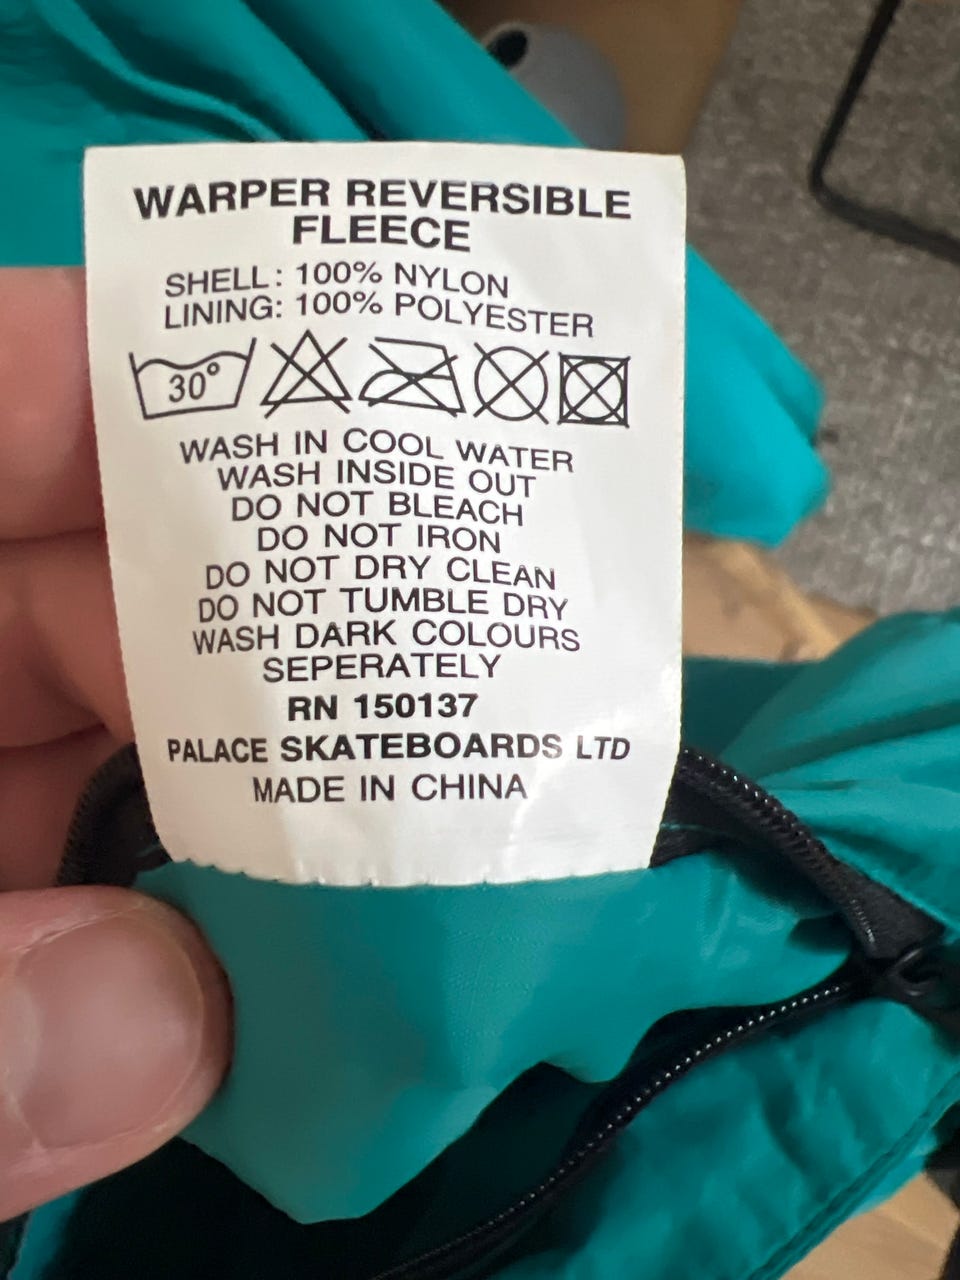 WARPER REVERSIBLE
FLEECE
SHELL: 100% NYLON
LINING: 100% POLYESTER
30°
WASH IN COOL WATER
WASH INSIDE OUT
DO NOT BLEACH
DO NOT IRON
DO NOT DRY CLEAN
DO NOT TUMBLE DRY
WASH DARK COLOURS
SEPERATELY
RN 150137
PALACE SKATEBOARDS LTD
MADE IN CHINA